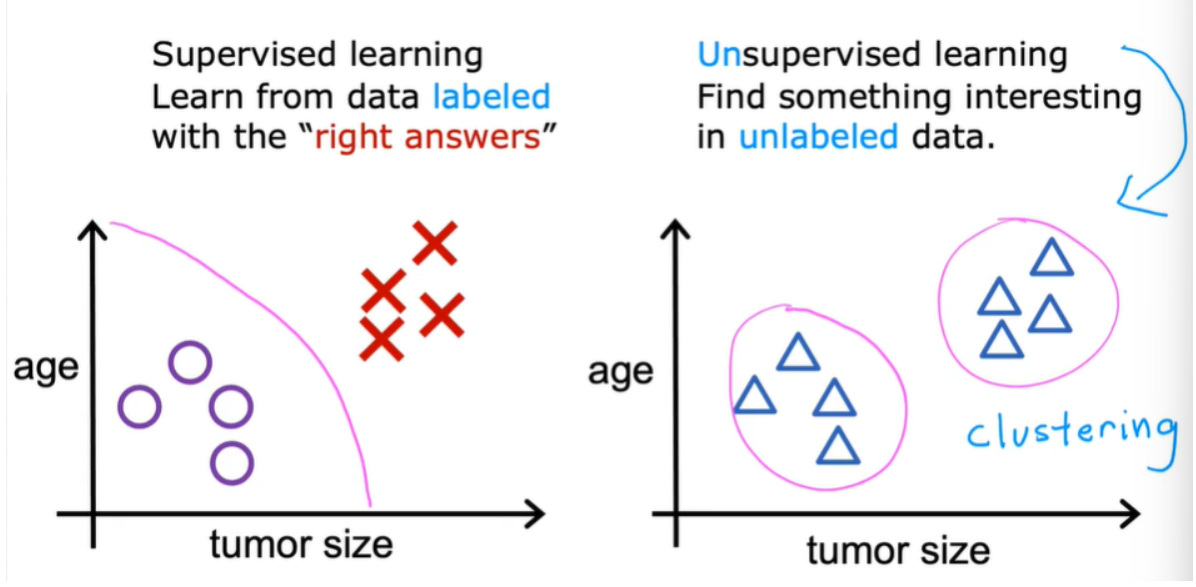 Supervised learning
Learn from data labeled
with the “right answers”
age
tumor size
Unsupervised learning
Find something interesting
in unlabeled data.
age
clustering
tumor size